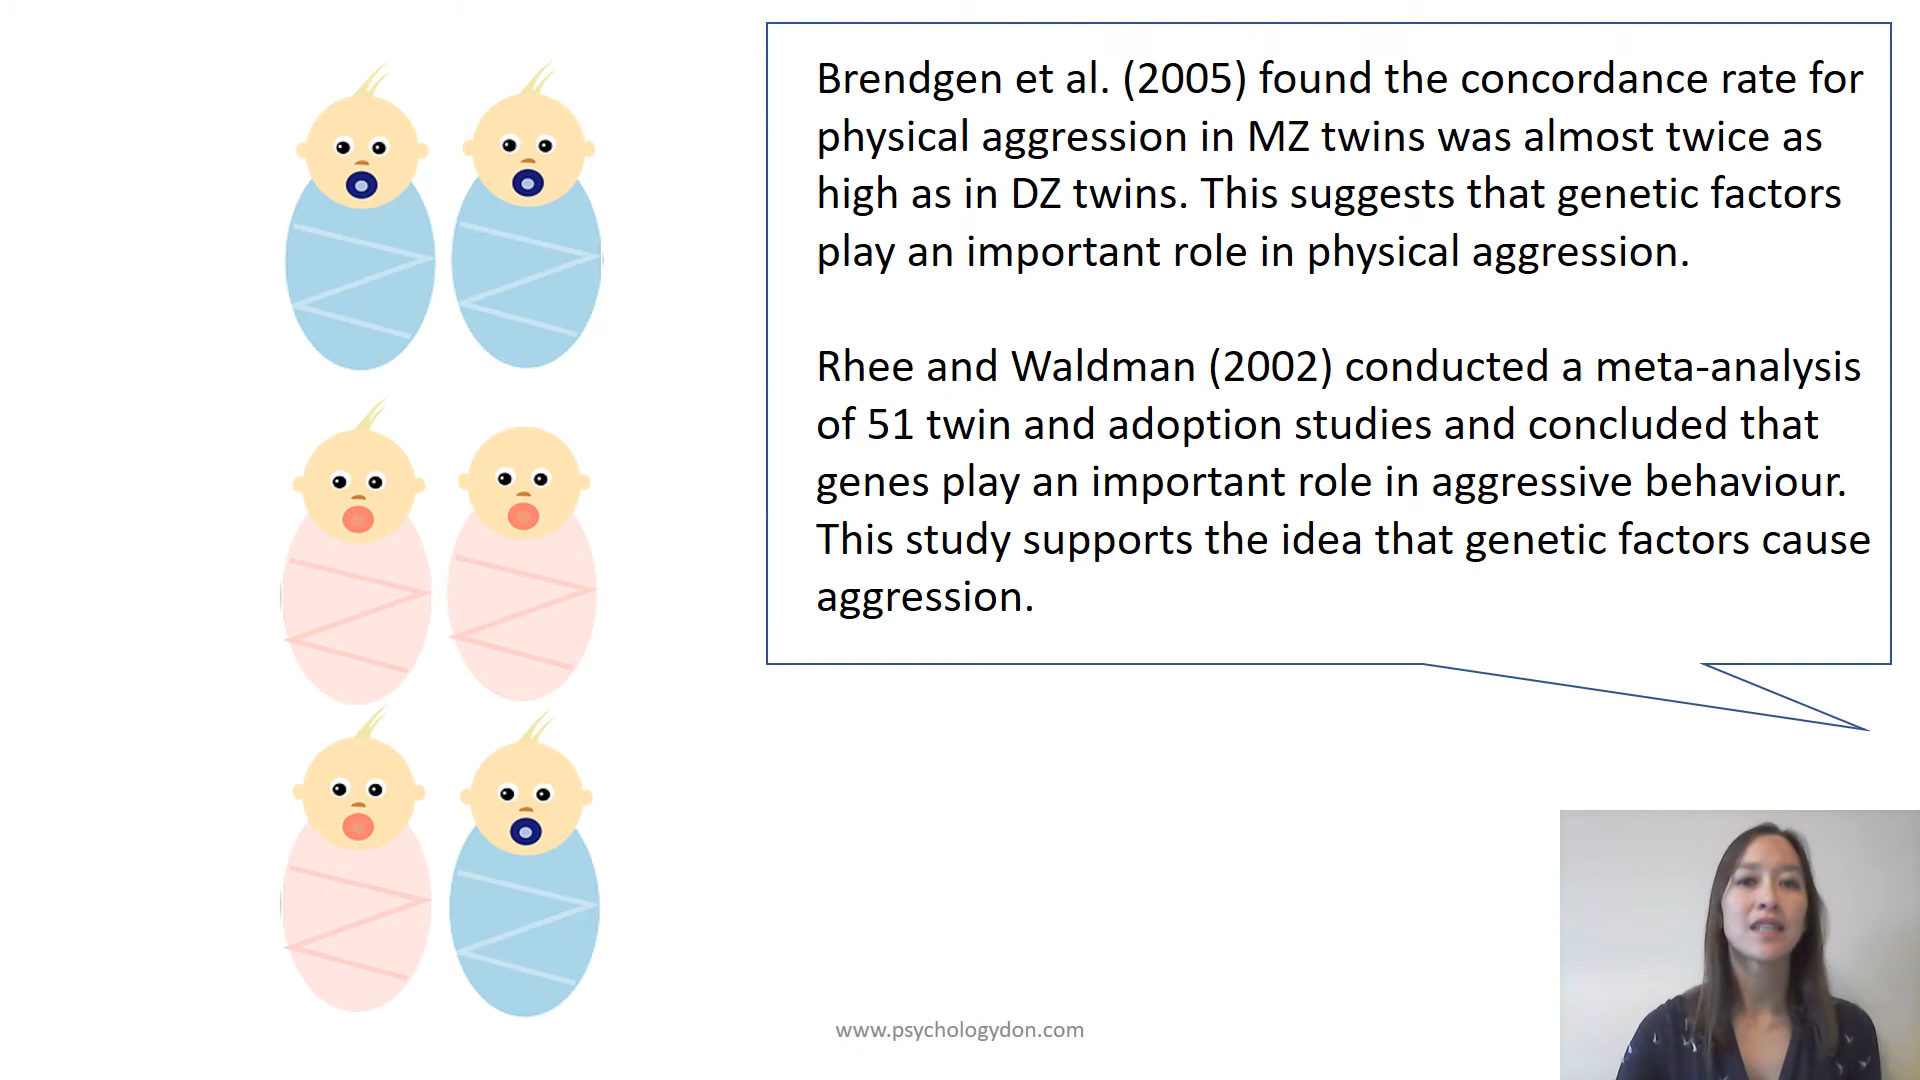 Brendgen et al. (2005) found the concordance rate for
physical aggression in MZ twins was almost twice as
high as in DZ twins. This suggests that genetic factors
play an important role in physical aggression.
Rhee and Waldman (2002) conducted a meta-analysis
of 51 twin and adoption studies and concluded that
genes play an important role in aggressive behaviour.
This study supports the idea that genetic factors cause
aggression.
www.psychologydon.com